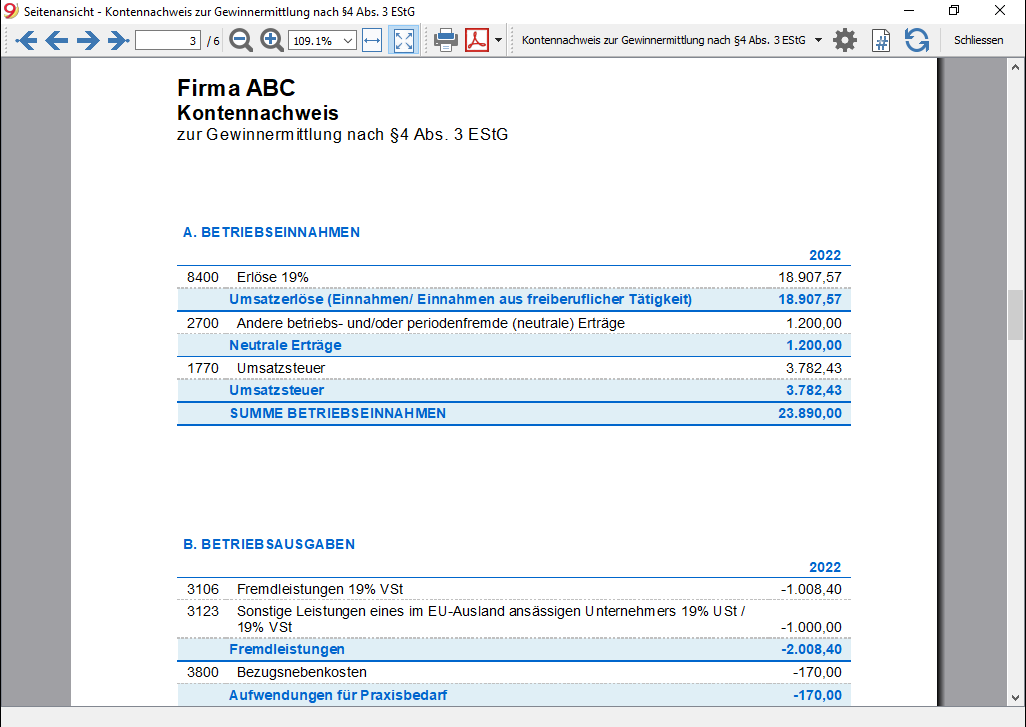 Seitenansicht - Kontennachweis zur Gewinnermittlung nach §4 Abs. 3 EStG
3 / 6 109.1% Kontennachweis zur Gewinnermittlung nach §4 Abs. 3 EStG Schliessen
Firma ABC
Kontennachweis
zur Gewinnermittlung nach §4 Abs. 3 EStG
A. BETRIEBSEINNAHMEN
2022
8400 Erlöse 19% 18.907,57
Umsatzerlöse (Einnahmen/ Einnahmen aus freiberuflicher Tätigkeit) 18.907,57
2700 Andere betriebs- und/oder periodenfremde (neutrale) Erträge 1.200,00
Neutrale Erträge 1.200,00
1770 Umsatzsteuer 3.782,43
Umsatzsteuer 3.782,43
SUMME BETRIEBSEINNAHMEN 23.890,00
B. BETRIEBSAUSGABEN
2022
3106 Fremdleistungen 19% VSt -1.008,40
3123 Sonstige Leistungen eines im EU-Ausland ansässigen Unternehmers 19% USt /
19% VSt -1.000,00
Fremdleistungen -2.008,40
3800 Bezugsnebenkosten -170,00
Aufwendungen für Praxisbedarf -170,00